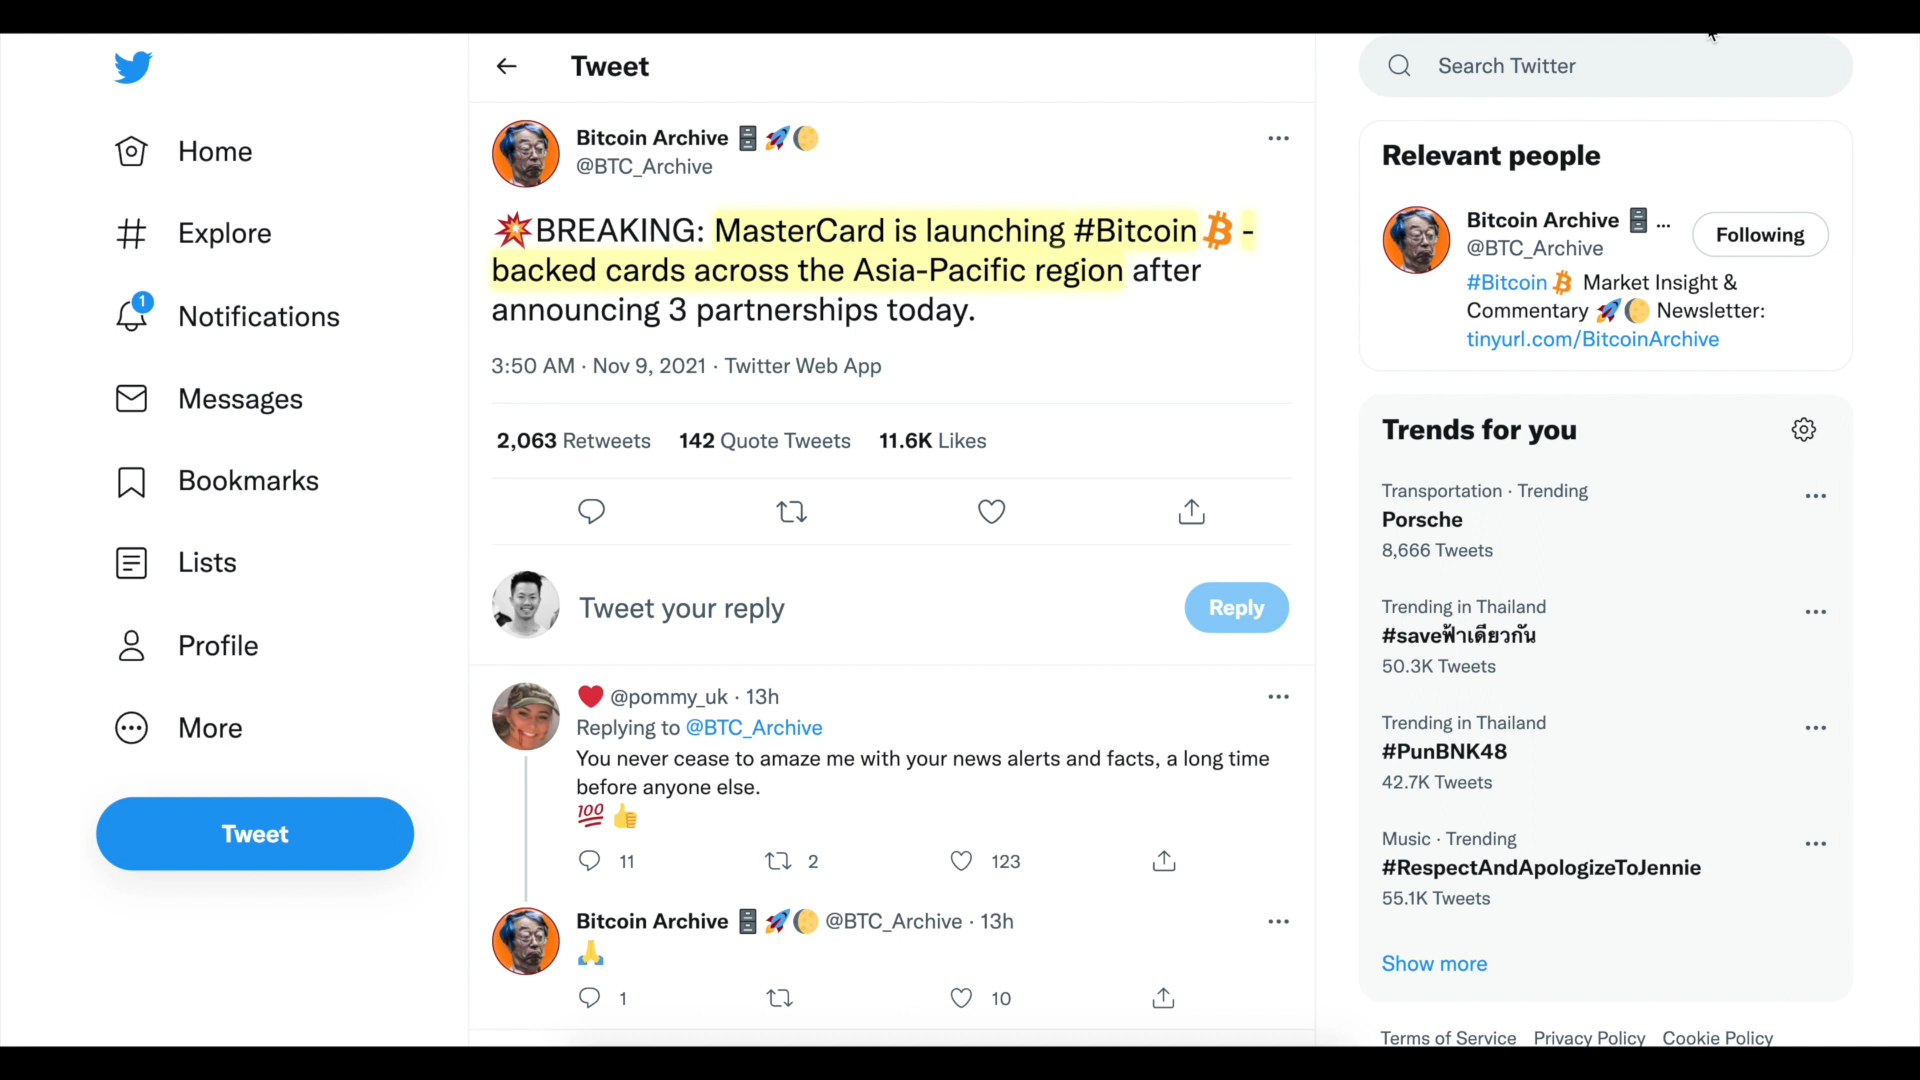 Home
Explore
1
Notifications
Messages
Bookmarks
Lists
Profile
More
Tweet
Tweet
Bitcoin Archive
@BTC_Archive
BREAKING: MasterCard is launching #Bitcoin -
backed cards across the Asia-Pacific region after
announcing 3 partnerships today.
3:50 AM · Nov 9, 2021 · Twitter Web App
2,063 Retweets 142 Quote Tweets 11.6K Likes
Tweet your reply
Reply
@pommy_uk · 13h
Replying to @BTC_Archive
You never cease to amaze me with your news alerts and facts, a long time
before anyone else.
💯 👍
11 2 123
Bitcoin Archive @BTC_Archive · 13h
🙏
1 10
Search Twitter
Relevant people
Bitcoin Archive ...
@BTC_Archive
Following
#Bitcoin Market Insight &
Commentary 🚀🌔 Newsletter:
tinyurl.com/BitcoinArchive
Trends for you
Transportation · Trending
Porsche
8,666 Tweets
Trending in Thailand
#saveฟ้าเดียวกัน
50.3K Tweets
Trending in Thailand
#PunBNK48
42.7K Tweets
Music · Trending
#RespectAndApologizeToJennie
55.1K Tweets
Show more
Terms of Service Privacy Policy Cookie Policy